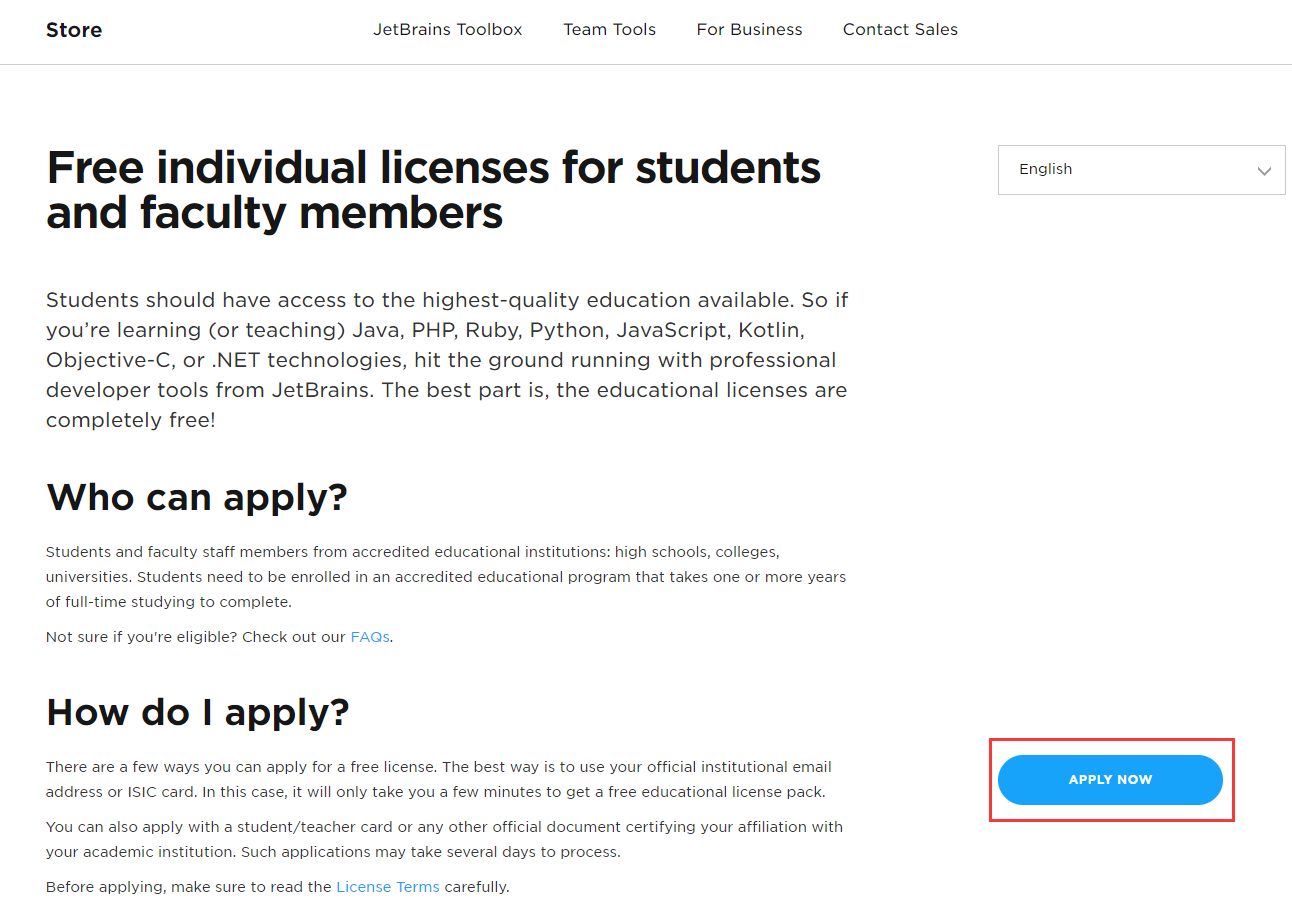 Store
JetBrains Toolbox
Team Tools
For Business
Contact Sales
Free individual licenses for students
and faculty members
English
Students should have access to the highest-quality education available. So if
you’re learning (or teaching) Java, PHP, Ruby, Python, JavaScript, Kotlin,
Objective-C, or .NET technologies, hit the ground running with professional
developer tools from JetBrains. The best part is, the educational licenses are
completely free!
Who can apply?
Students and faculty staff members from accredited educational institutions: high schools, colleges,
universities. Students need to be enrolled in an accredited educational program that takes one or more years
of full-time studying to complete.
Not sure if you're eligible? Check out our FAQs.
How do I apply?
There are a few ways you can apply for a free license. The best way is to use your official institutional email
address or ISIC card. In this case, it will only take you a few minutes to get a free educational license pack.
APPLY NOW
You can also apply with a student/teacher card or any other official document certifying your affiliation with
your academic institution. Such applications may take several days to process.
Before applying, make sure to read the License Terms carefully.